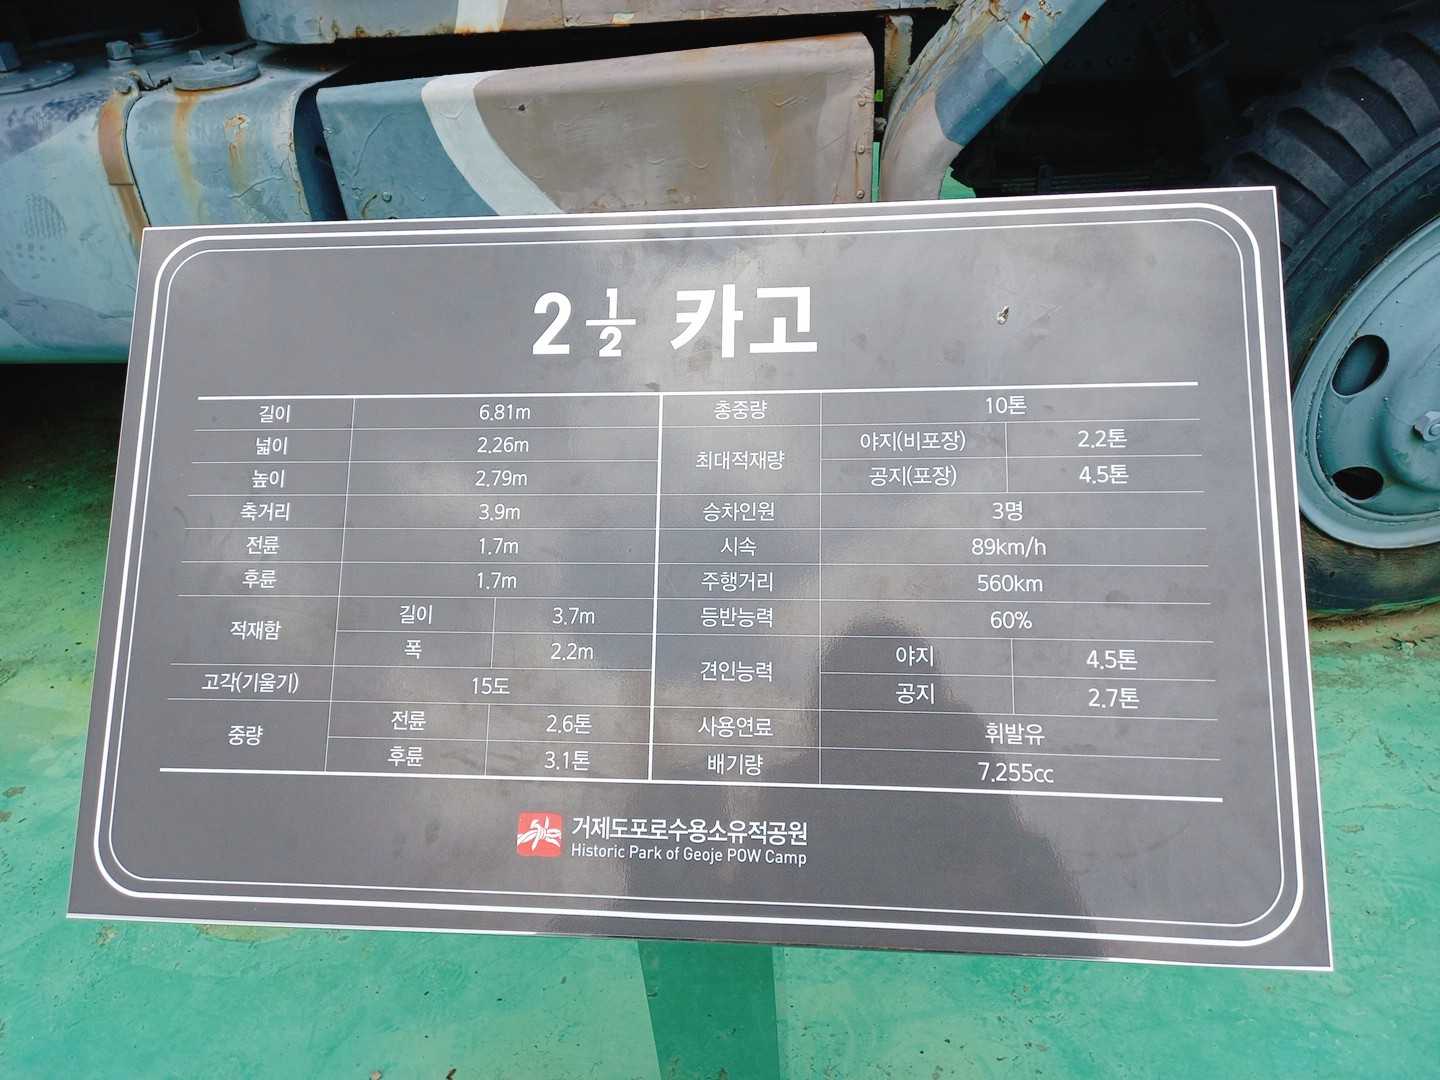 2 1/2 카고
길이 6.81m 총중량 10톤
넓이 2.26m 최대적재량 야지(비포장) 2.2톤
높이 2.79m 공지(포장) 4.5톤
축거리 3.9m 승차인원 3명
전륜 1.7m 시속 89km/h
후륜 1.7m 주행거리 560km
적재함 길이 3.7m 등반능력 60%
폭 2.2m 견인능력 야지 4.5톤
고각(기울기) 15도 공지 2.7톤
중량 전륜 2.6톤 사용연료 휘발유
후륜 3.1톤 배기량 7.255cc
거제도포로수용소유적공원
Historic Park of Geoje POW Camp